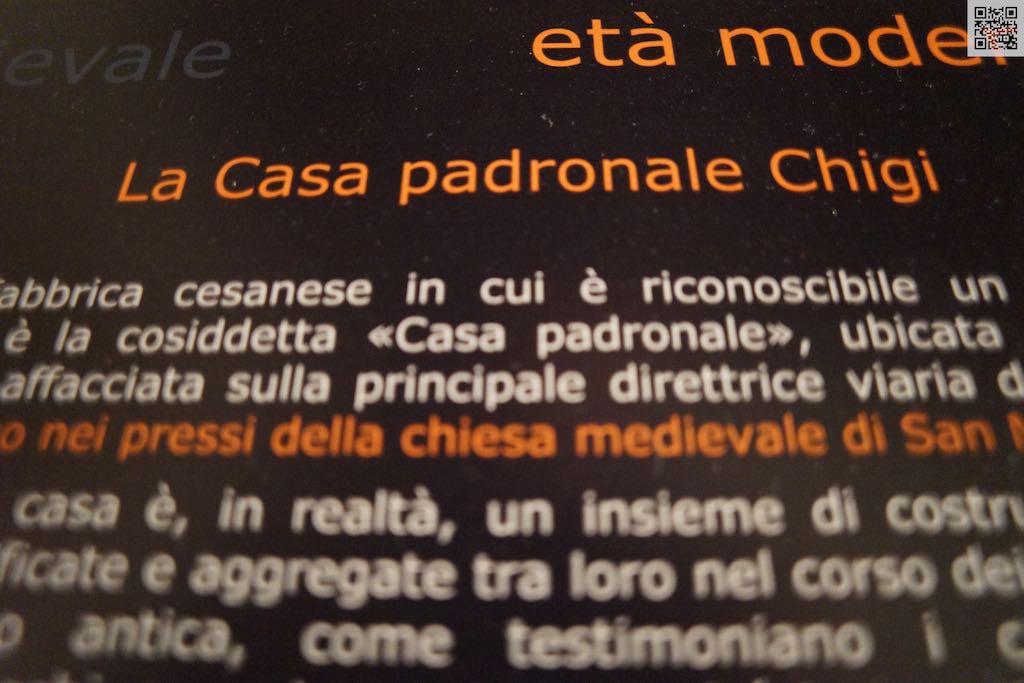 evale età moder
La Casa padronale Chigi
fabbrica cesanese in cui è riconoscibile un
è la cosiddetta «Casa padronale», ubicata
affacciata sulla principale direttrice viaria d
o nei pressi della chiesa medievale di San
casa è, in realtà, un insieme di costru
ficate e aggregate tra loro nel corso dei
o antica, come testimoniano i c